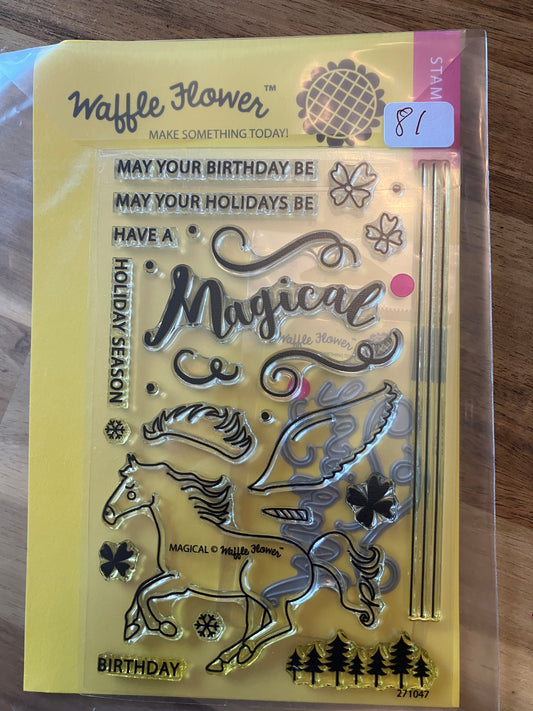 Waffle Flower™
MAKE SOMETHING TODAY!
STAM
81
MAY YOUR BIRTHDAY BE
MAY YOUR HOLIDAYS BE
HAVE A
HOLIDAY SEASON
Magical
Waffle Flower™
MAGICAL © Waffle Flower™
BIRTHDAY
271047